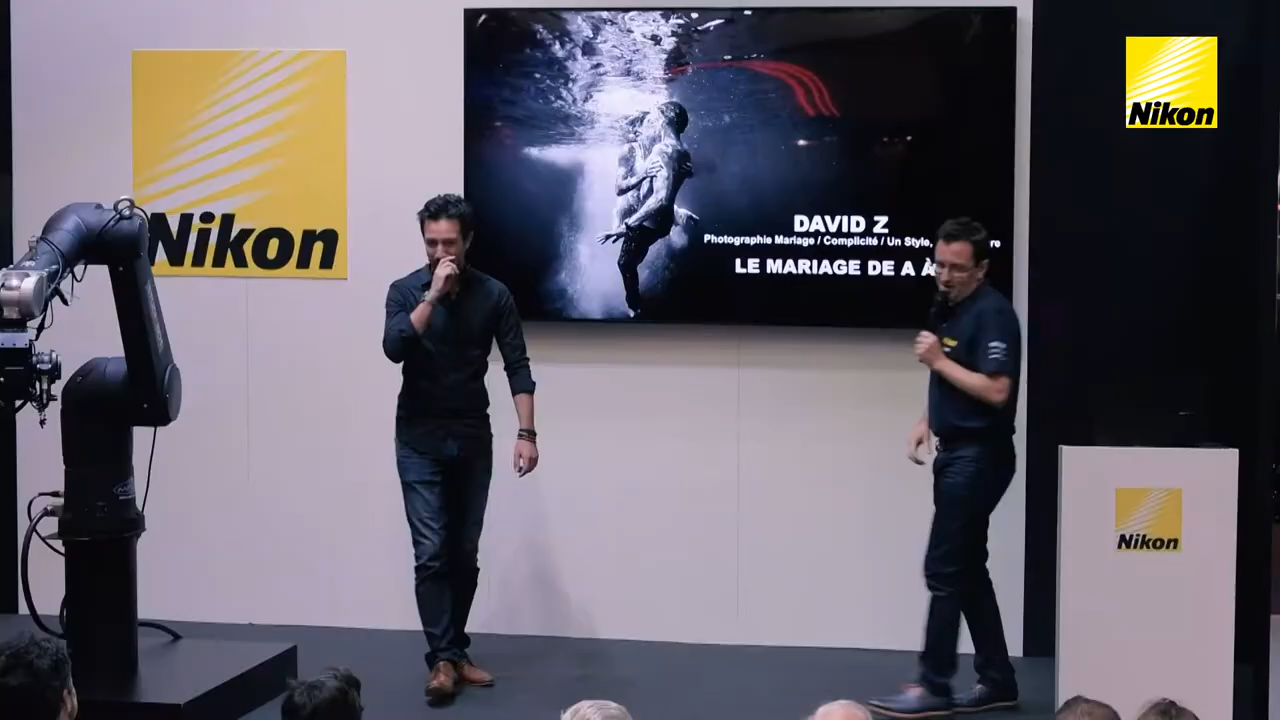 Nikon
Nikon
DAVID Z
Photographie Mariage / Complicité / Un Style,
LE MARIAGE DE A À
Nikon